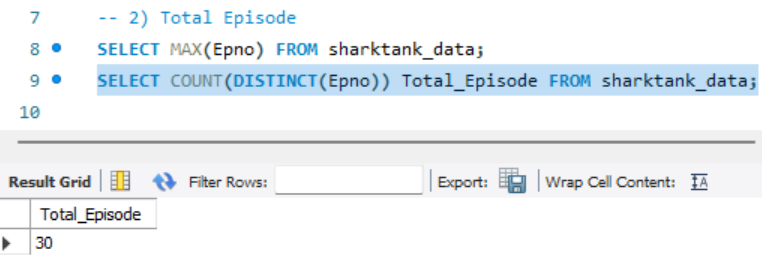 7 -- 2) Total Episode
8 SELECT MAX(Epno) FROM sharktank_data;
9 SELECT COUNT(DISTINCT(Epno)) Total_Episode FROM sharktank_data;
10
Result Grid Filter Rows: Export: Wrap Cell Content: IA
Total_Episode
30